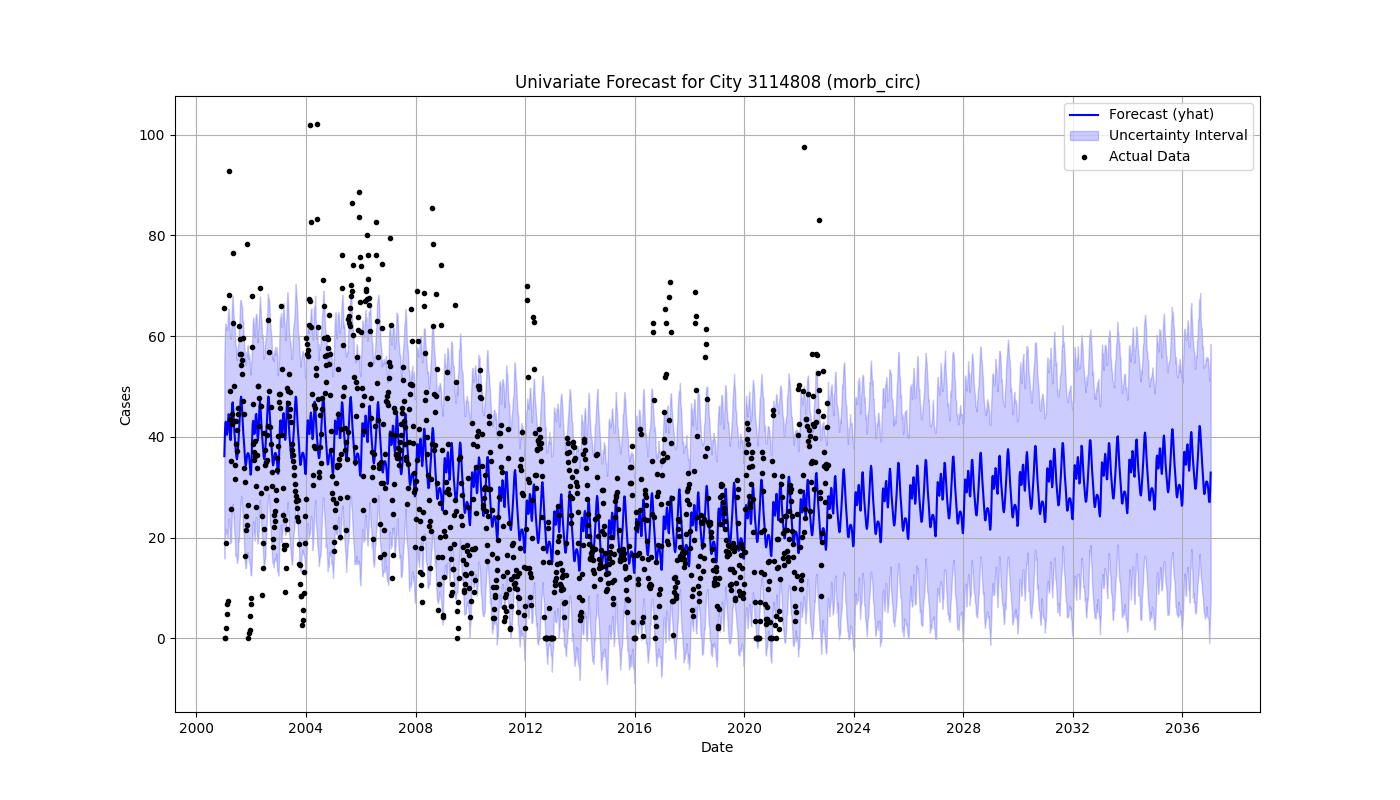 Univariate Forecast for City 3114808 (morb_circ)
Forecast (yhat)
Uncertainty Interval
Actual Data
Cases
100
80
60
40
20
0
2000 2004 2008 2012 2016 2020 2024 2028 2032 2036
Date